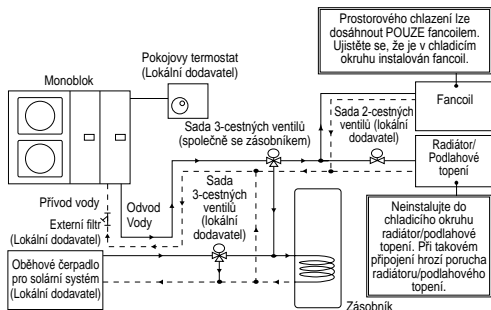 Prostorového chlazení lze
dosáhnout POUZE fancoilem.
Ujistěte se, že je v chladicím
okruhu instalován fancoil.
Pokojový termostat
(Lokální dodavatel)
Monoblok
Fancoil
Sada 3-cestných ventilů
(společně se zásobníkem)
Sada 2-cestných
ventilů (lokální
dodavatel)
Radiátor/
Podlahové
topení
Přívod vody
Odvod
Vody
Externí filtr
(Lokální dodavatel)
Sada
3-cestných
ventilů
(lokální
dodavatel)
Neinstalujte do
chladicího okruhu
radiátor/podlahové
topení. Při takovém
připojení hrozí porucha
radiátoru/podlahového
topení.
Oběhové čerpadlo
pro solární systém
(Lokální dodavatel)
Zásobník